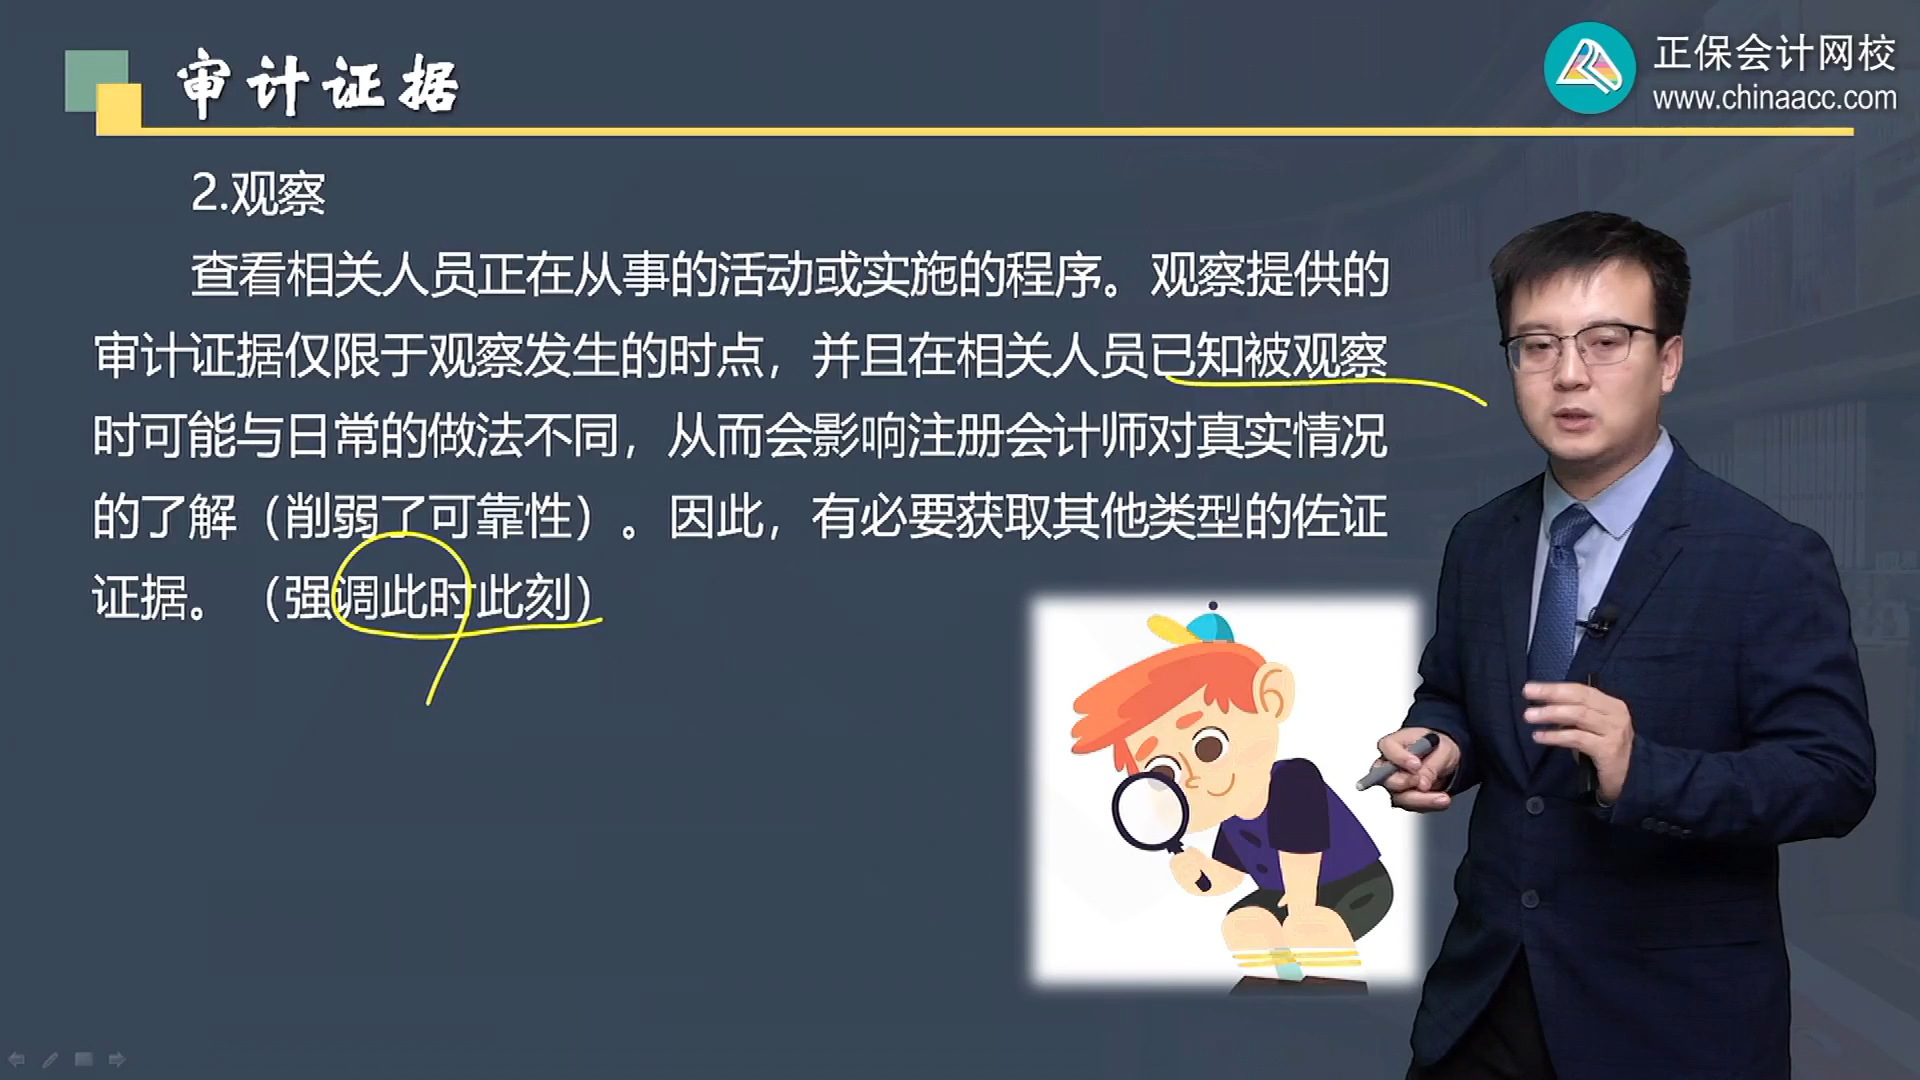 审计证据
正保会计网校
www.chinaacc.com
2.观察
查看相关人员正在从事的活动或实施的程序。观察提供的
审计证据仅限于观察发生的时点，并且在相关人员已知被观察
时可能与日常的做法不同，从而会影响注册会计师对真实情况
的了解（削弱了可靠性）。因此，有必要获取其他类型的佐证
证据。（强调此时此刻）